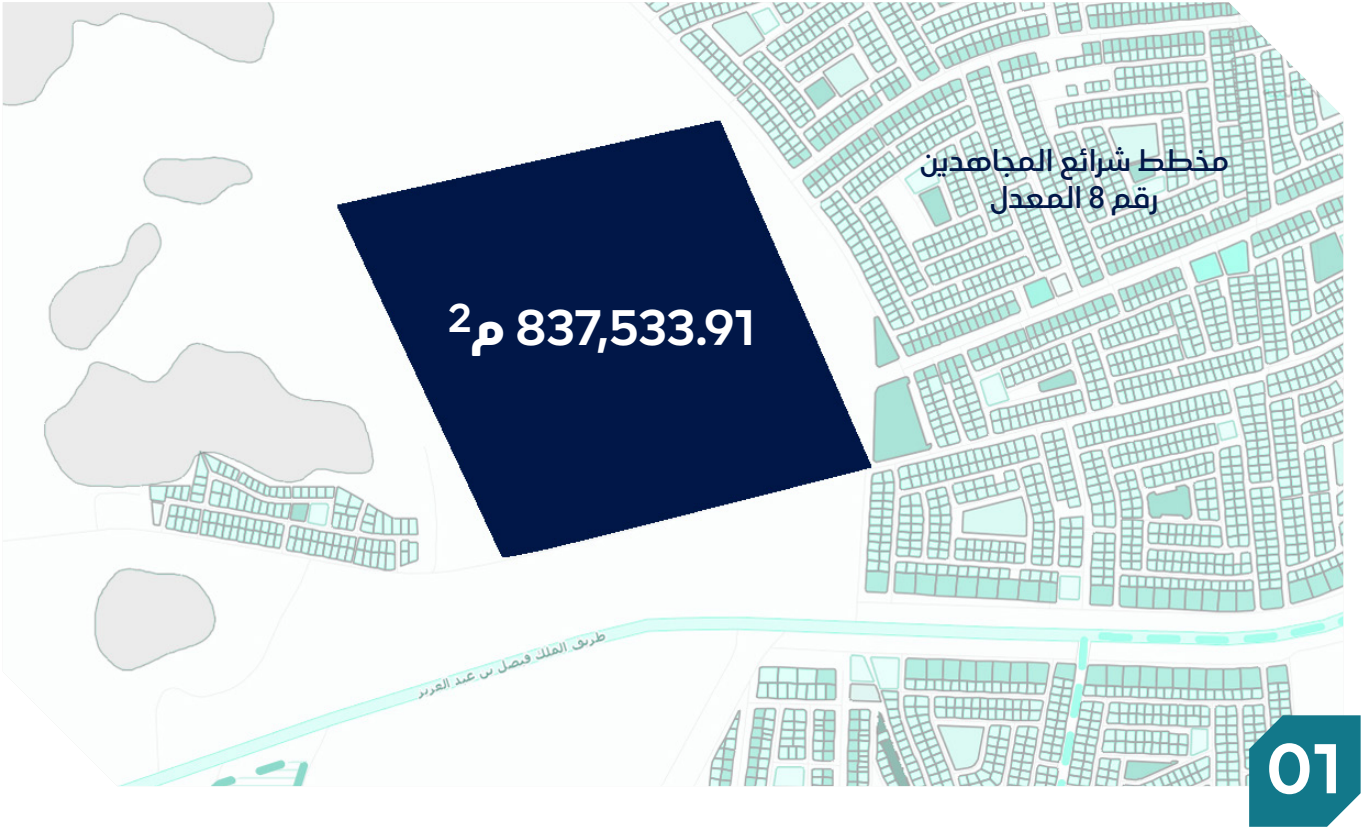 مخطط شرائع المجاهدين
رقم 8 المعدل
837,533.91 م2
طريق الملك فيصل بن عبد العزيز
01